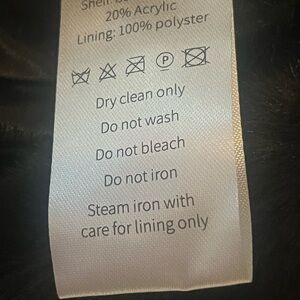 Shell:
20% Acrylic
Lining: 100% polyster
P
Dry clean only
Do not wash
Do not bleach
Do not iron
Steam iron with
care for lining only